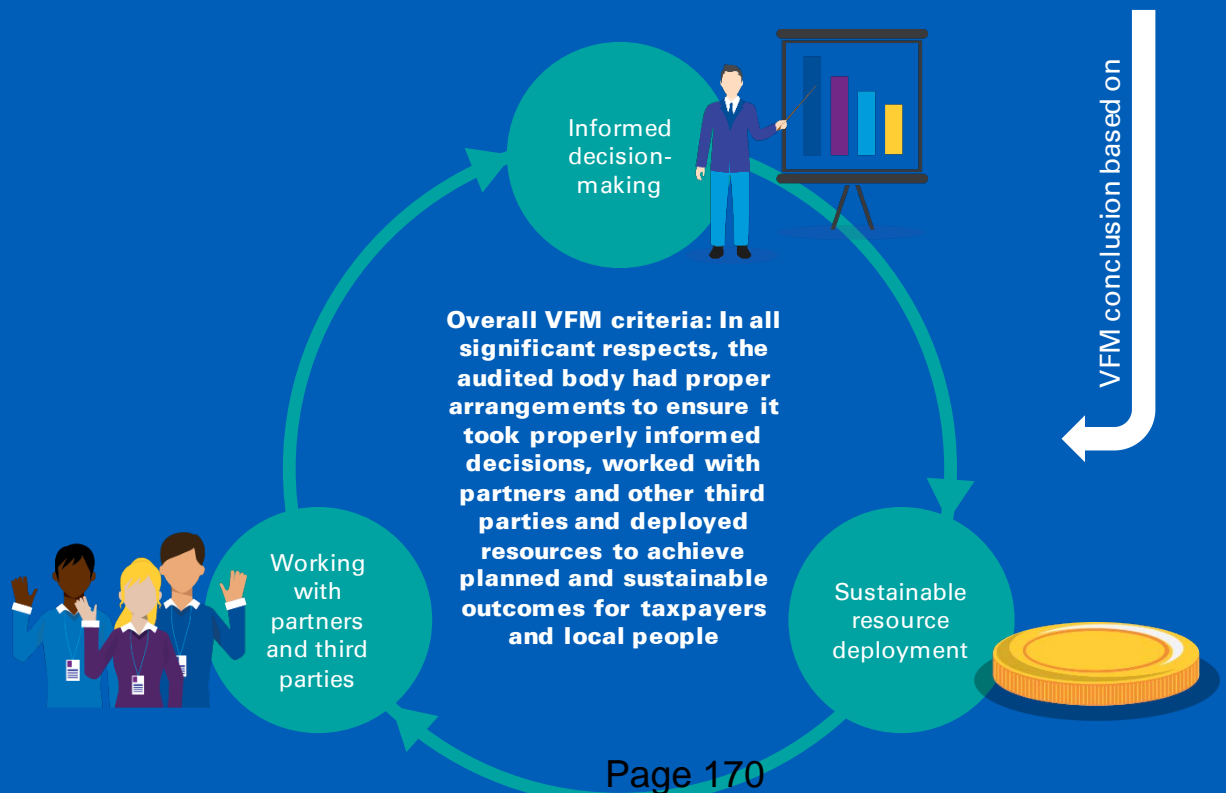 Informed
decision-
making
VFM conclusion based on
Overall VFM criteria: In all
significant respects, the
audited body had proper
arrangements to ensure it
took properly informed
decisions, worked with
partners and other third
parties and deployed
resources to achieve
planned and sustainable
outcomes for taxpayers
and local people
Working
with
partners
and third
parties
Sustainable
resource
deployment
Page 170